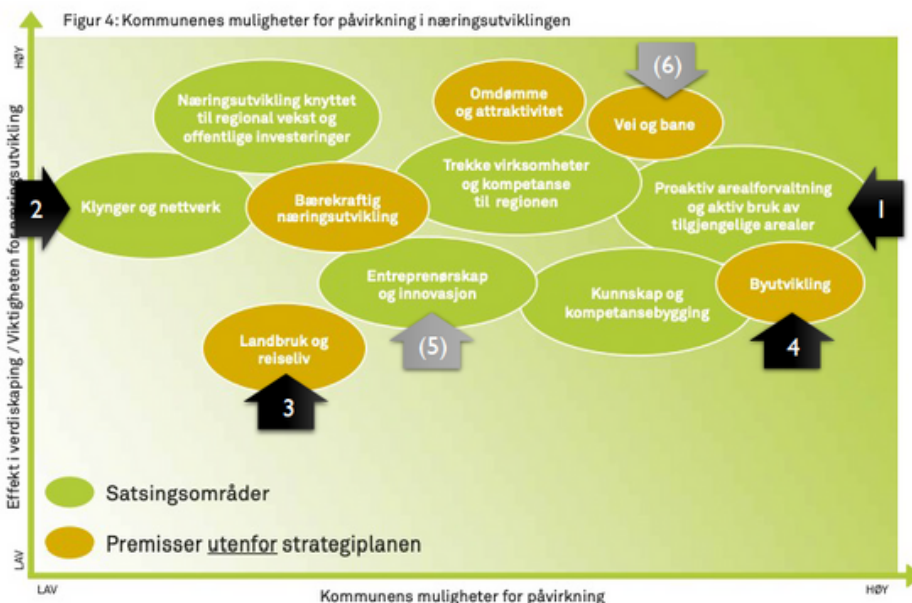 Figur 4: Kommunenes muligheter for påvirkning i næringsutviklingen
HØY
Effekt i verdiskaping / Viktigheten for næringsutvikling
LAV
Næringsutvikling knyttet
til regional vekst og
offentlige investeringer
Omdømme
og attraktivitet
(6)
Vei og bane
2
Klynger og nettverk
Bærekraftig
næringsutvikling
Trekke virksomheter
og kompetanse
til regionen
Proaktiv arealforvaltning
og aktiv bruk av
tilgjengelige arealer
1
Entreprenørskap
og innovasjon
Kunnskap og
kompetansebygging
Byutvikling
Landbruk og
reiseliv
(5)
4
3
Satsingsområder
Premisser utenfor strategiplanen
LAV
Kommunens muligheter for påvirkning
HØY